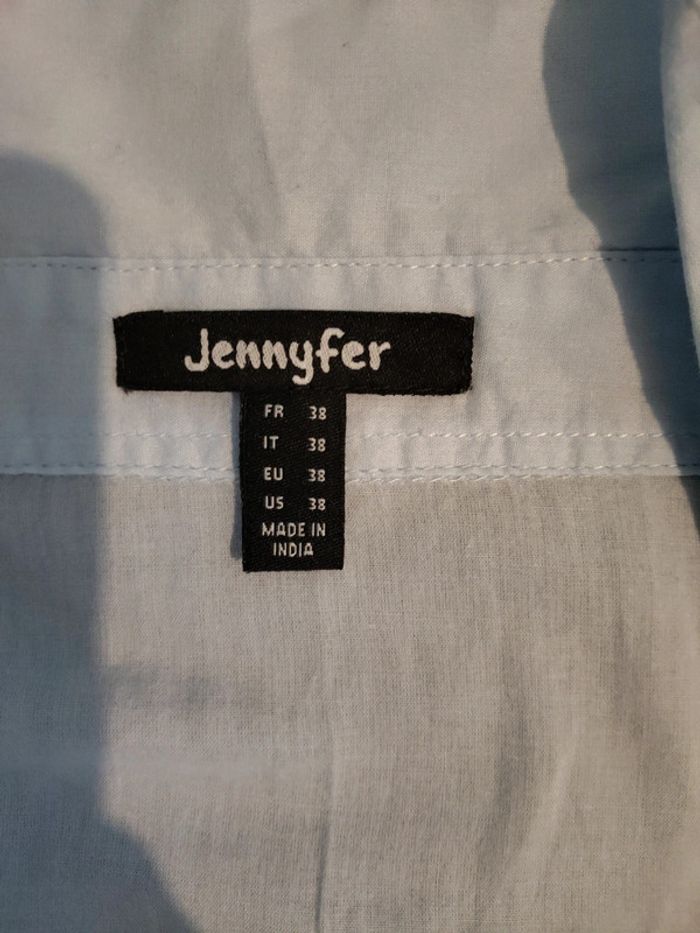 Jennyfer
FR 38
IT 38
EU 38
US 38
MADE IN
INDIA